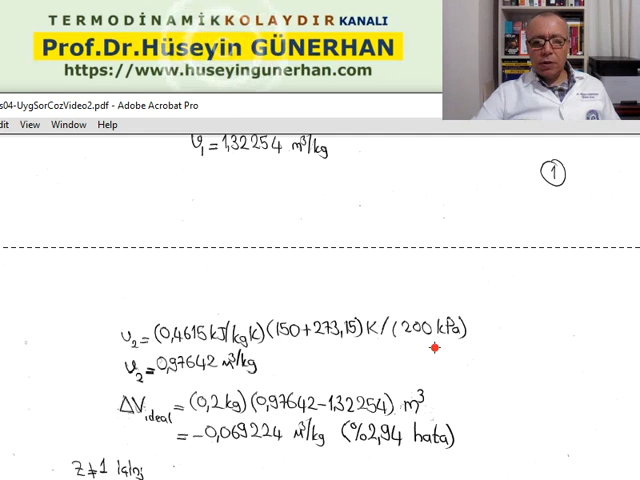 TERMODİNAMİKKOLAYDIR KANALI
Prof.Dr.Hüseyin GÜNERHAN
https://www.huseyingunerhan.com
s04-UygSorCozVideo2.pdf - Adobe Acrobat Pro
dit View Window Help
υ₁ = 1,32254 m³/kg
1
υ₂ = (0,4615 kJ/kgK)(150+273,15)K/(200 kPa)
υ₂ = 0,97642 m³/kg
ΔV ideal = (0,2 kg)(0,97642-1,32254) m³
= -0,069224 m³/kg (%2,94 hata)
Z≠1 için;